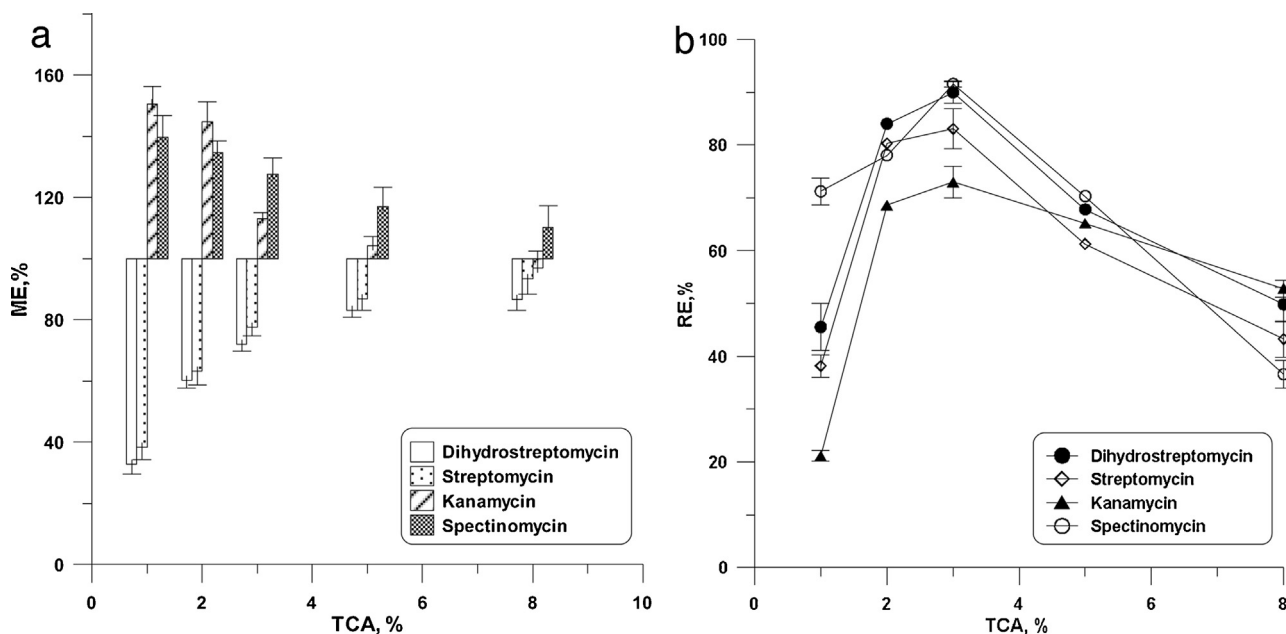 a
160
120
80
40
0
ME,%
0 2 4 6 8 10
TCA, %
Dihydrostreptomycin
Streptomycin
Kanamycin
Spectinomycin
b
100
80
60
40
20
0
RE,%
0 2 4 6 8
TCA, %
Dihydrostreptomycin
Streptomycin
Kanamycin
Spectinomycin